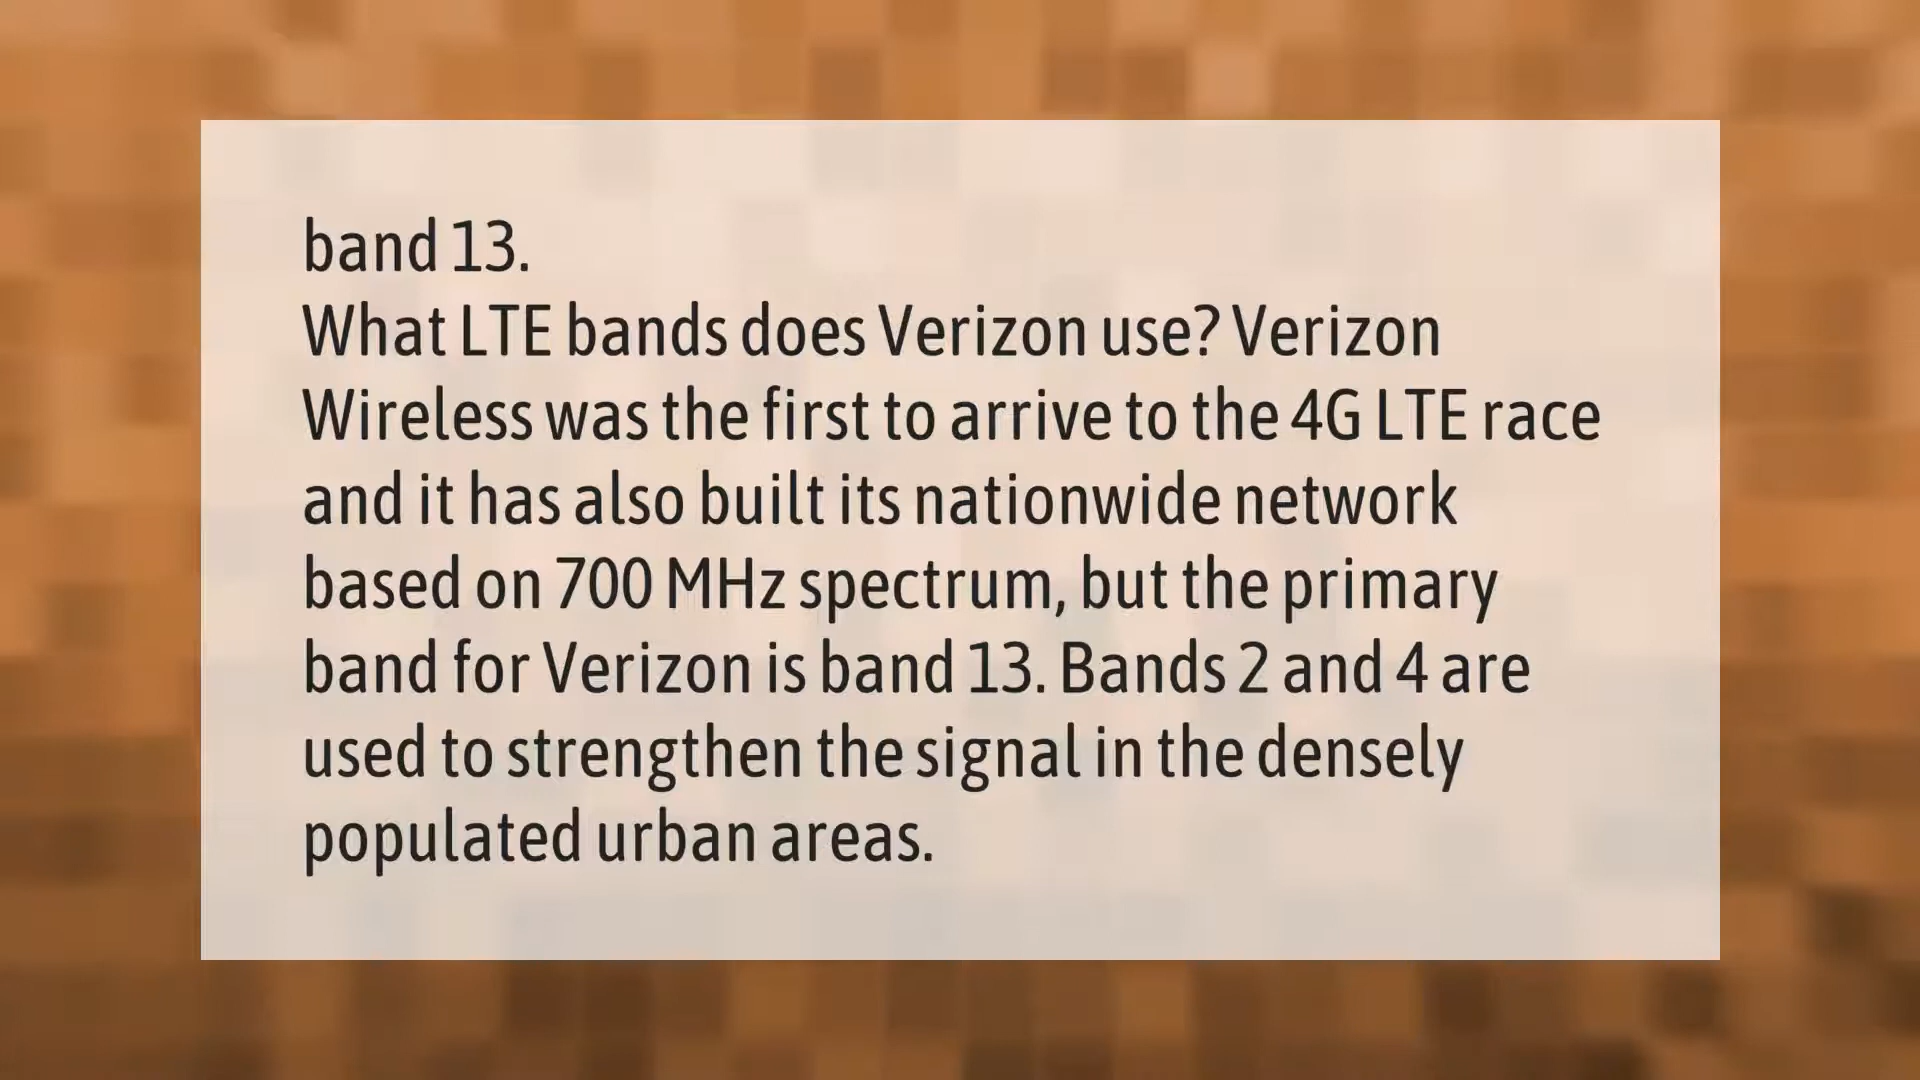 band 13.
What LTE bands does Verizon use? Verizon
Wireless was the first to arrive to the 4G LTE race
and it has also built its nationwide network
based on 700 MHz spectrum, but the primary
band for Verizon is band 13. Bands 2 and 4 are
used to strengthen the signal in the densely
populated urban areas.